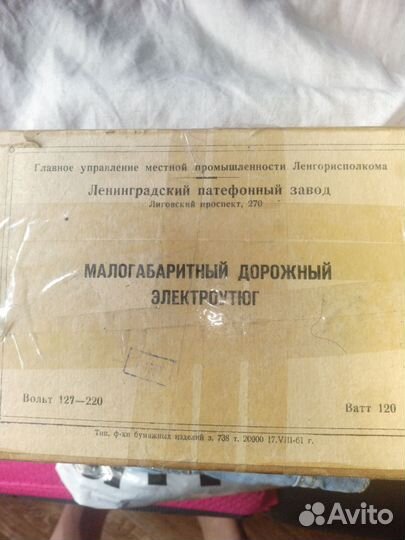 Главное управление местной промышленности Ленгорисполкома
Ленинградский патефонный завод
Лиговский проспект, 270
МАЛОГАБАРИТНЫЙ ДОРОЖНЫЙ
ЭЛЕКТРОУТЮГ
Вольт 127—220
Ватт 120
Тип. ф-ки бумажных изделий з. 738 т. 20000 17.VIII-61 г.
Avito